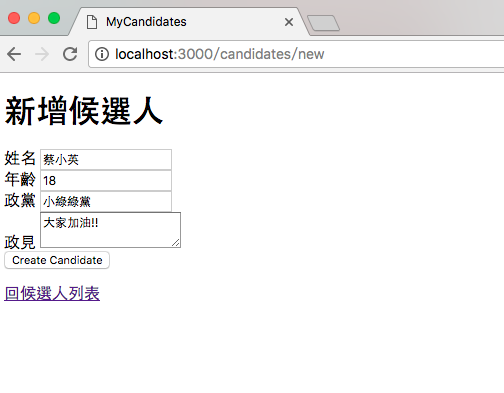 MyCandidates
localhost:3000/candidates/new
新增候選人
姓名 蔡小英
年齡 18
政黨 小綠綠黨
政見 大家加油!!
Create Candidate
回候選人列表